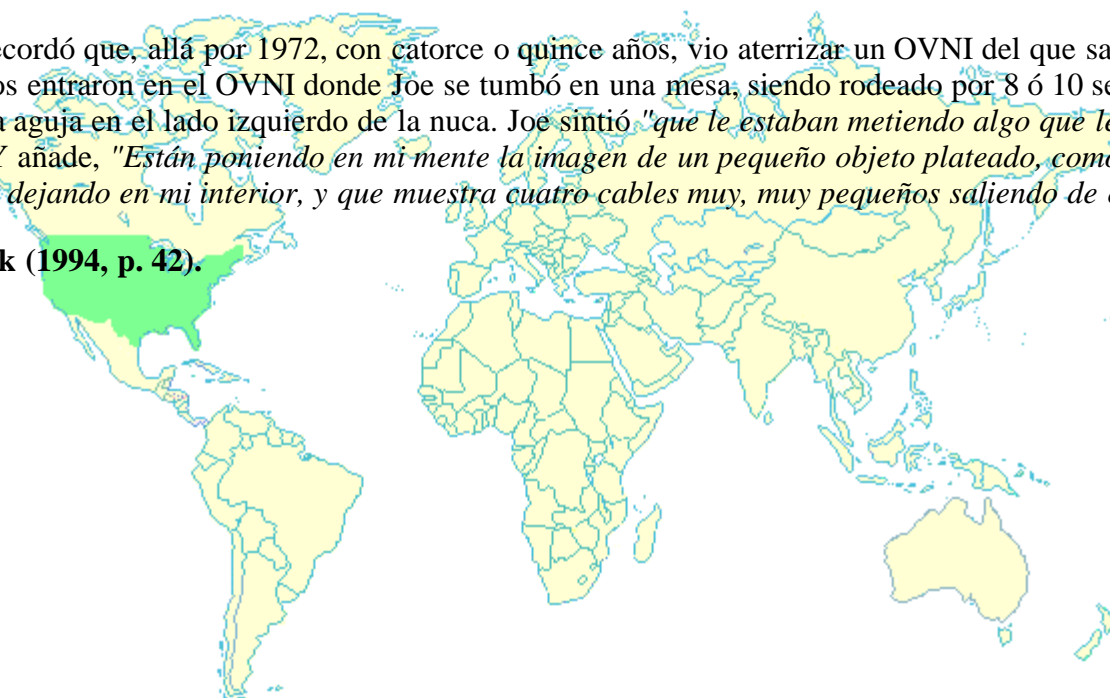 ecordó que, allá por 1972, con catorce o quince años, vio aterrizar un OVNI del que sa
os entraron en el OVNI donde Joe se tumbó en una mesa, siendo rodeado por 8 ó 10 se
a aguja en el lado izquierdo de la nuca. Joe sintió "que le estaban metiendo algo que l
Y añade, "Están poniendo en mi mente la imagen de un pequeño objeto plateado, como
dejando en mi interior, y que muestra cuatro cables muy, muy pequeños saliendo de
k (1994, p. 42).